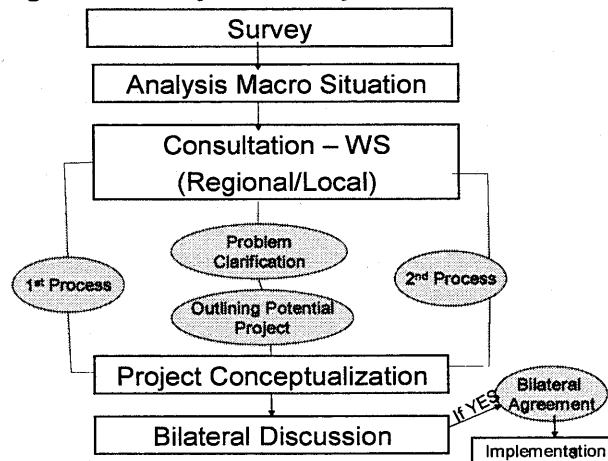 Survey
Analysis Macro Situation
Consultation – WS
(Regional/Local)
Problem
Clarification
1st Process
2nd Process
Outlining Potential
Project
Project Conceptualization
Bilateral
Agreement
If YES
Bilateral Discussion
Implementation